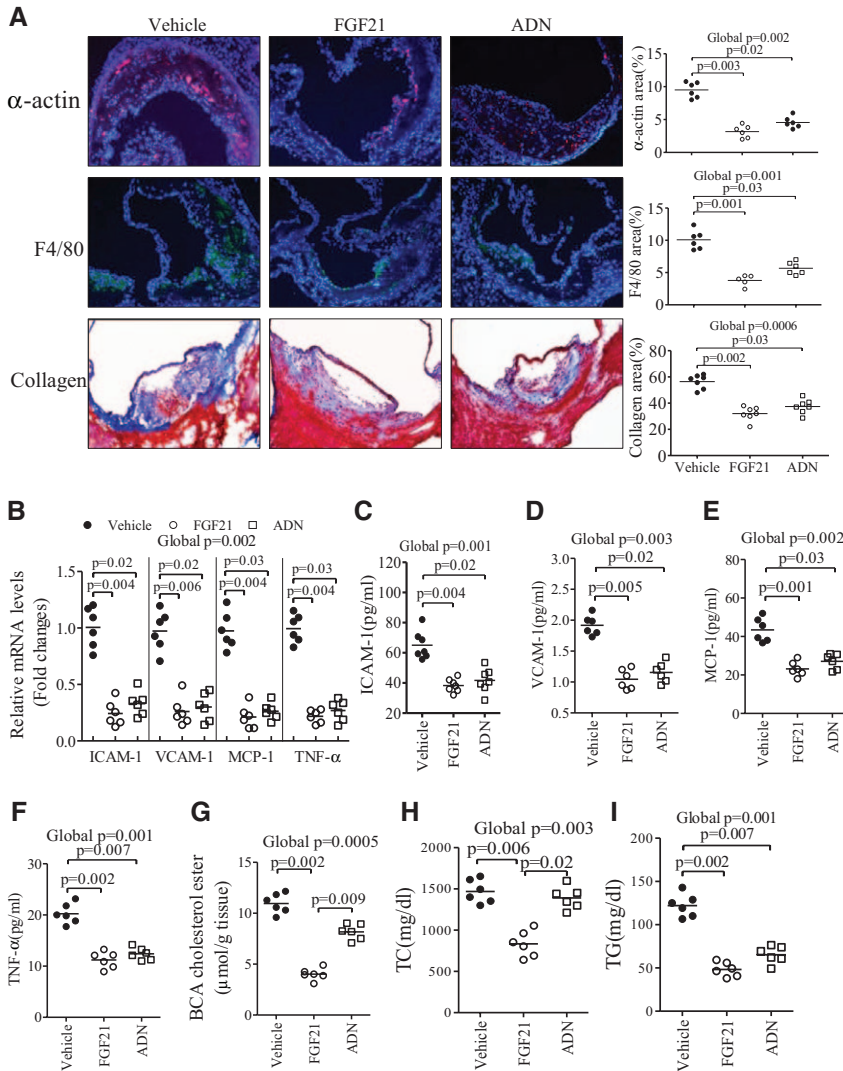 A
Vehicle FGF21 ADN
α-actin
F4/80
Collagen
Global p=0.002
p=0.02
p=0.003
15
10
5
0
α-actin area(%)
Global p=0.001
p=0.03
p=0.001
15
10
5
0
F4/80 area(%)
Global p=0.0006
p=0.03
p=0.002
80
60
40
20
0
Collagen area(%)
Vehicle FGF21 ADN
B
Vehicle FGF21 ADN
Global p=0.002
p=0.02 p=0.02 p=0.03 p=0.03
p=0.004 p=0.006 p=0.004 p=0.004
1.5
1.0
0.5
0.0
Relative mRNA levels
(Fold changes)
ICAM-1 VCAM-1 MCP-1 TNF-α
C
Global p=0.001
p=0.02
p=0.004
100
80
60
40
20
ICAM-1(pg/ml)
Vehicle FGF21 ADN
D
Global p=0.003
p=0.02
p=0.005
3.0
2.5
2.0
1.5
1.0
0.5
VCAM-1(pg/ml)
Vehicle FGF21 ADN
E
Global p=0.002
p=0.03
p=0.001
80
60
40
20
0
MCP-1(pg/ml)
Vehicle FGF21 ADN
F
Global p=0.001
p=0.007
p=0.002
30
20
10
0
TNF-α(pg/ml)
Vehicle FGF21 ADN
G
Global p=0.0005
p=0.002
p=0.009
15
10
5
0
BCA cholesterol ester
(μmol/g tissue)
Vehicle FGF21 ADN
H
Global p=0.003
p=0.006
p=0.02
1500
1000
500
0
TC(mg/dl)
Vehicle FGF21 ADN
I
Global p=0.001
p=0.007
p=0.002
200
150
100
50
0
TG(mg/dl)
Vehicle FGF21 ADN